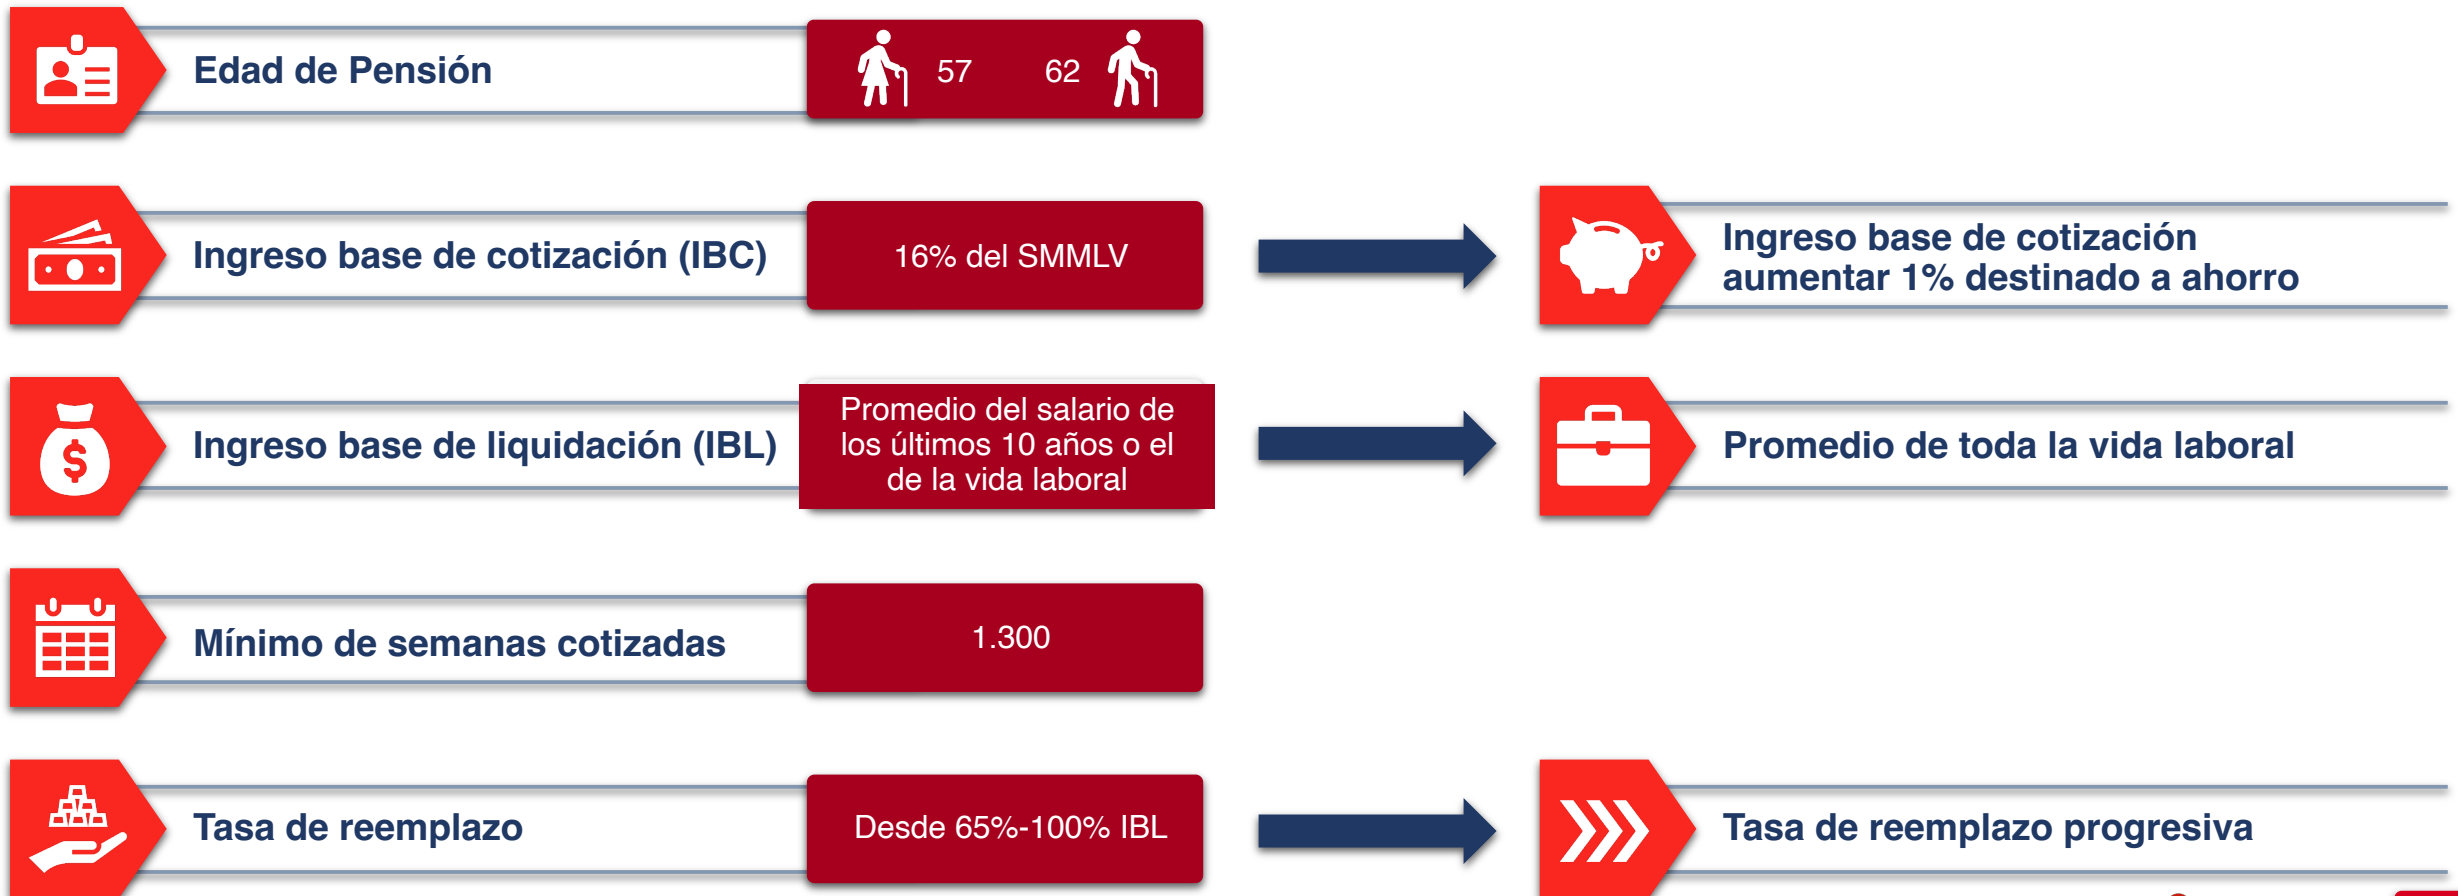 Edad de Pensión
57
62
Ingreso base de cotización (IBC)
16% del SMMLV
Ingreso base de cotización
aumentar 1% destinado a ahorro
Ingreso base de liquidación (IBL)
Promedio del salario de
los últimos 10 años o el
de la vida laboral
Promedio de toda la vida laboral
Mínimo de semanas cotizadas
1.300
Tasa de reemplazo
Desde 65%-100% IBL
Tasa de reemplazo progresiva